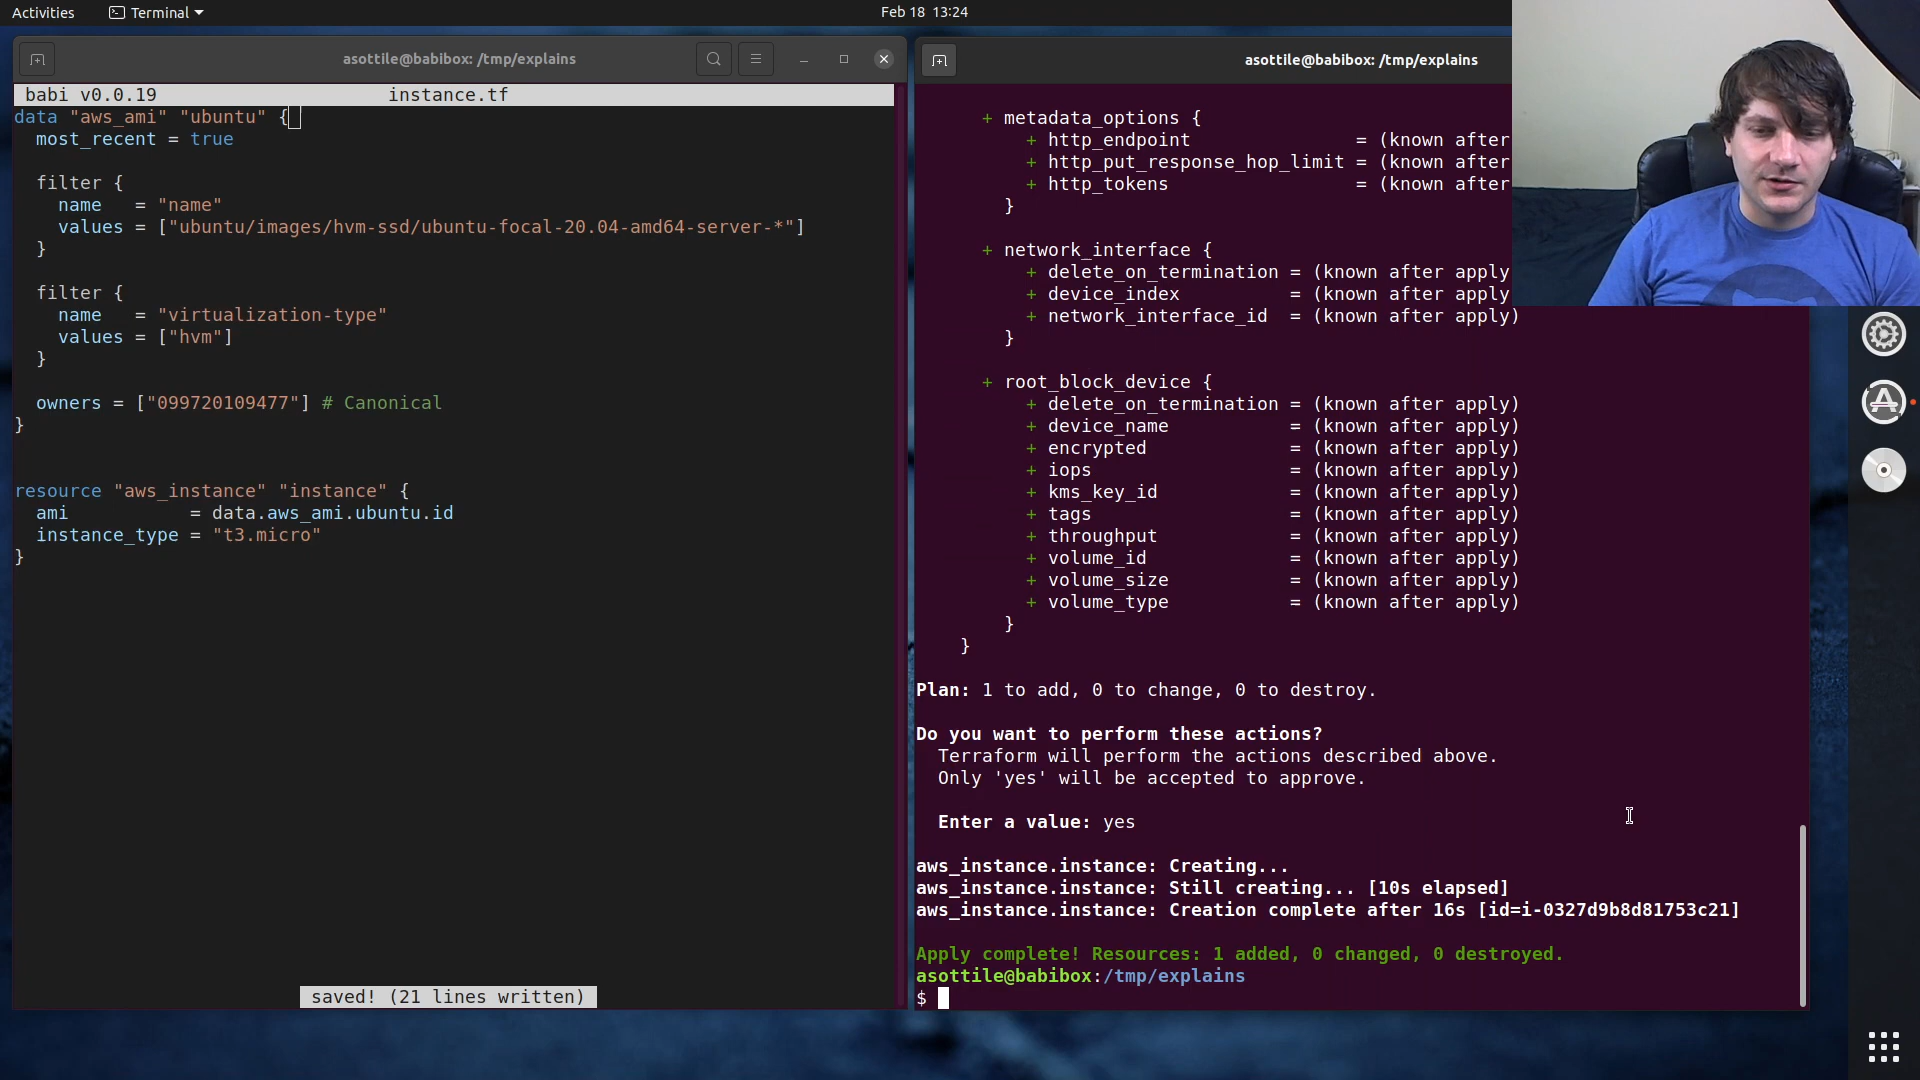 Activities
Terminal
Feb 18 13:24
asottile@babibox: /tmp/explains
babi v0.0.19 instance.tf
data "aws_ami" "ubuntu" {
  most_recent = true
  filter {
    name   = "name"
    values = ["ubuntu/images/hvm-ssd/ubuntu-focal-20.04-amd64-server-*"]
  }
  filter {
    name   = "virtualization-type"
    values = ["hvm"]
  }
  owners = ["099720109477"] # Canonical
}
resource "aws_instance" "instance" {
  ami           = data.aws_ami.ubuntu.id
  instance_type = "t3.micro"
}
saved! (21 lines written)
asottile@babibox: /tmp/explains
+ metadata_options {
+ http_endpoint               = (known after
+ http_put_response_hop_limit = (known after
+ http_tokens                 = (known after
}
+ network_interface {
+ delete_on_termination = (known after apply
+ device_index          = (known after apply
+ network_interface_id  = (known after apply)
}
+ root_block_device {
+ delete_on_termination = (known after apply)
+ device_name           = (known after apply)
+ encrypted             = (known after apply)
+ iops                  = (known after apply)
+ kms_key_id            = (known after apply)
+ tags                  = (known after apply)
+ throughput            = (known after apply)
+ volume_id             = (known after apply)
+ volume_size           = (known after apply)
+ volume_type           = (known after apply)
}
}
Plan: 1 to add, 0 to change, 0 to destroy.
Do you want to perform these actions?
Terraform will perform the actions described above.
Only 'yes' will be accepted to approve.
Enter a value: yes
aws_instance.instance: Creating...
aws_instance.instance: Still creating... [10s elapsed]
aws_instance.instance: Creation complete after 16s [id=i-0327d9b8d81753c21]
Apply complete! Resources: 1 added, 0 changed, 0 destroyed.
asottile@babibox:/tmp/explains
$